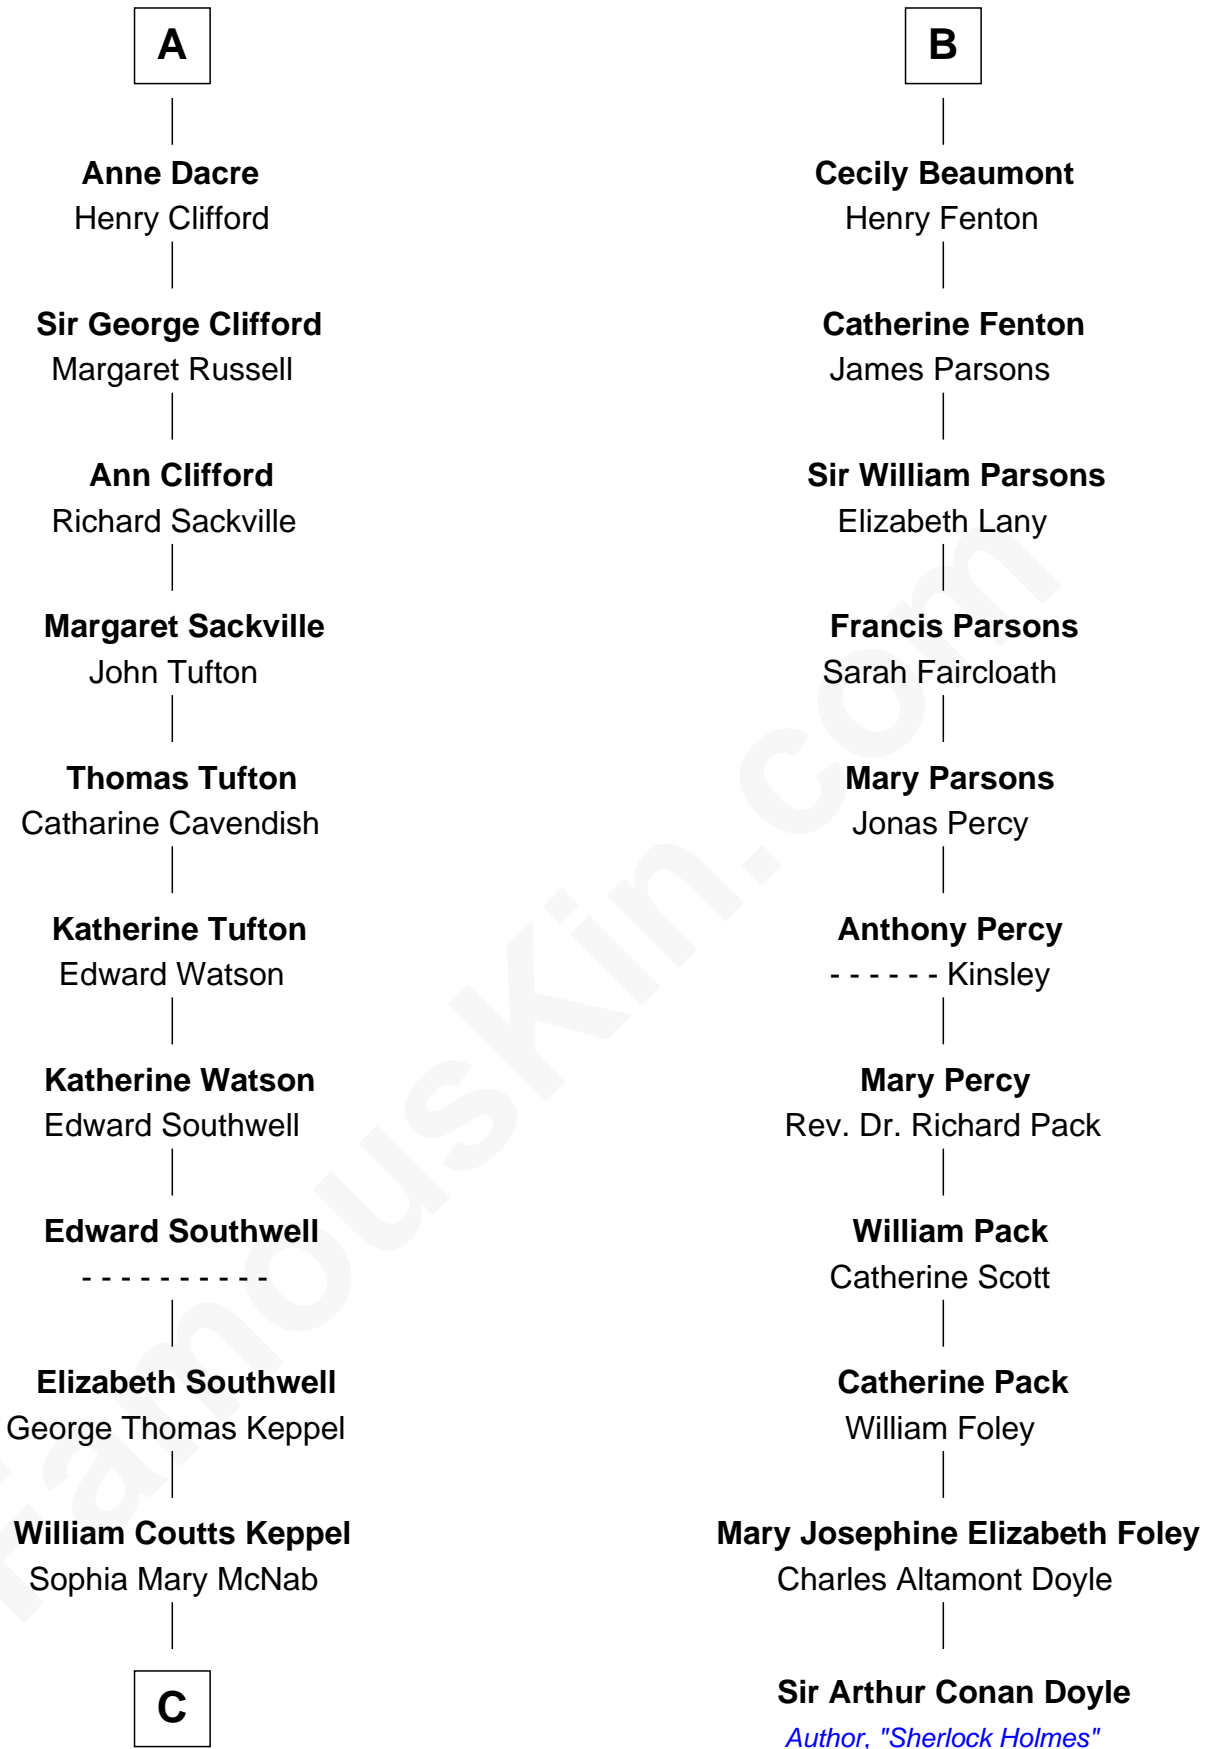 A
Anne Dacre
Henry Clifford
Sir George Clifford
Margaret Russell
Ann Clifford
Richard Sackville
Margaret Sackville
John Tufton
Thomas Tufton
Catharine Cavendish
Katherine Tufton
Edward Watson
Katherine Watson
Edward Southwell
Edward Southwell
- - - - - - - - - -
Elizabeth Southwell
George Thomas Keppel
William Coutts Keppel
Sophia Mary McNab
C
B
Cecily Beaumont
Henry Fenton
Catherine Fenton
James Parsons
Sir William Parsons
Elizabeth Lany
Francis Parsons
Sarah Faircloath
Mary Parsons
Jonas Percy
Anthony Percy
- - - - - - Kinsley
Mary Percy
Rev. Dr. Richard Pack
William Pack
Catherine Scott
Catherine Pack
William Foley
Mary Josephine Elizabeth Foley
Charles Altamont Doyle
Sir Arthur Conan Doyle
Author, "Sherlock Holmes"
FamousKin.com